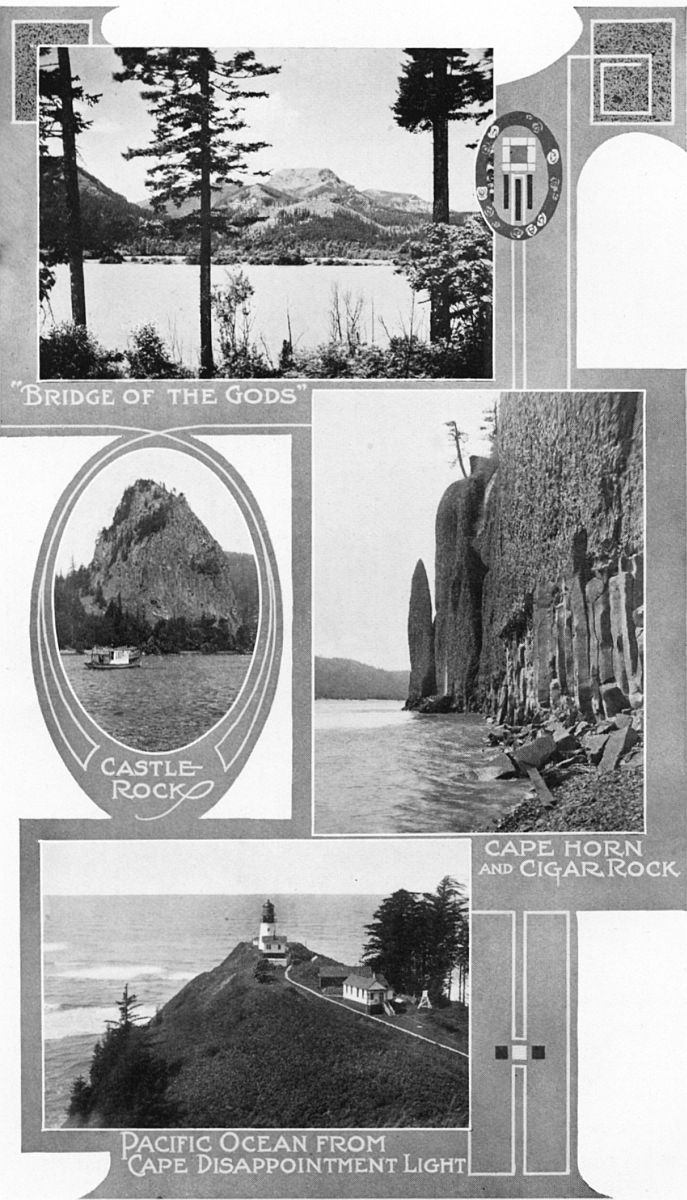 "Bridge of the Gods"
Castle
Rock
Cape Horn
and Cigar Rock
Pacific Ocean from
Cape Disappointment Light